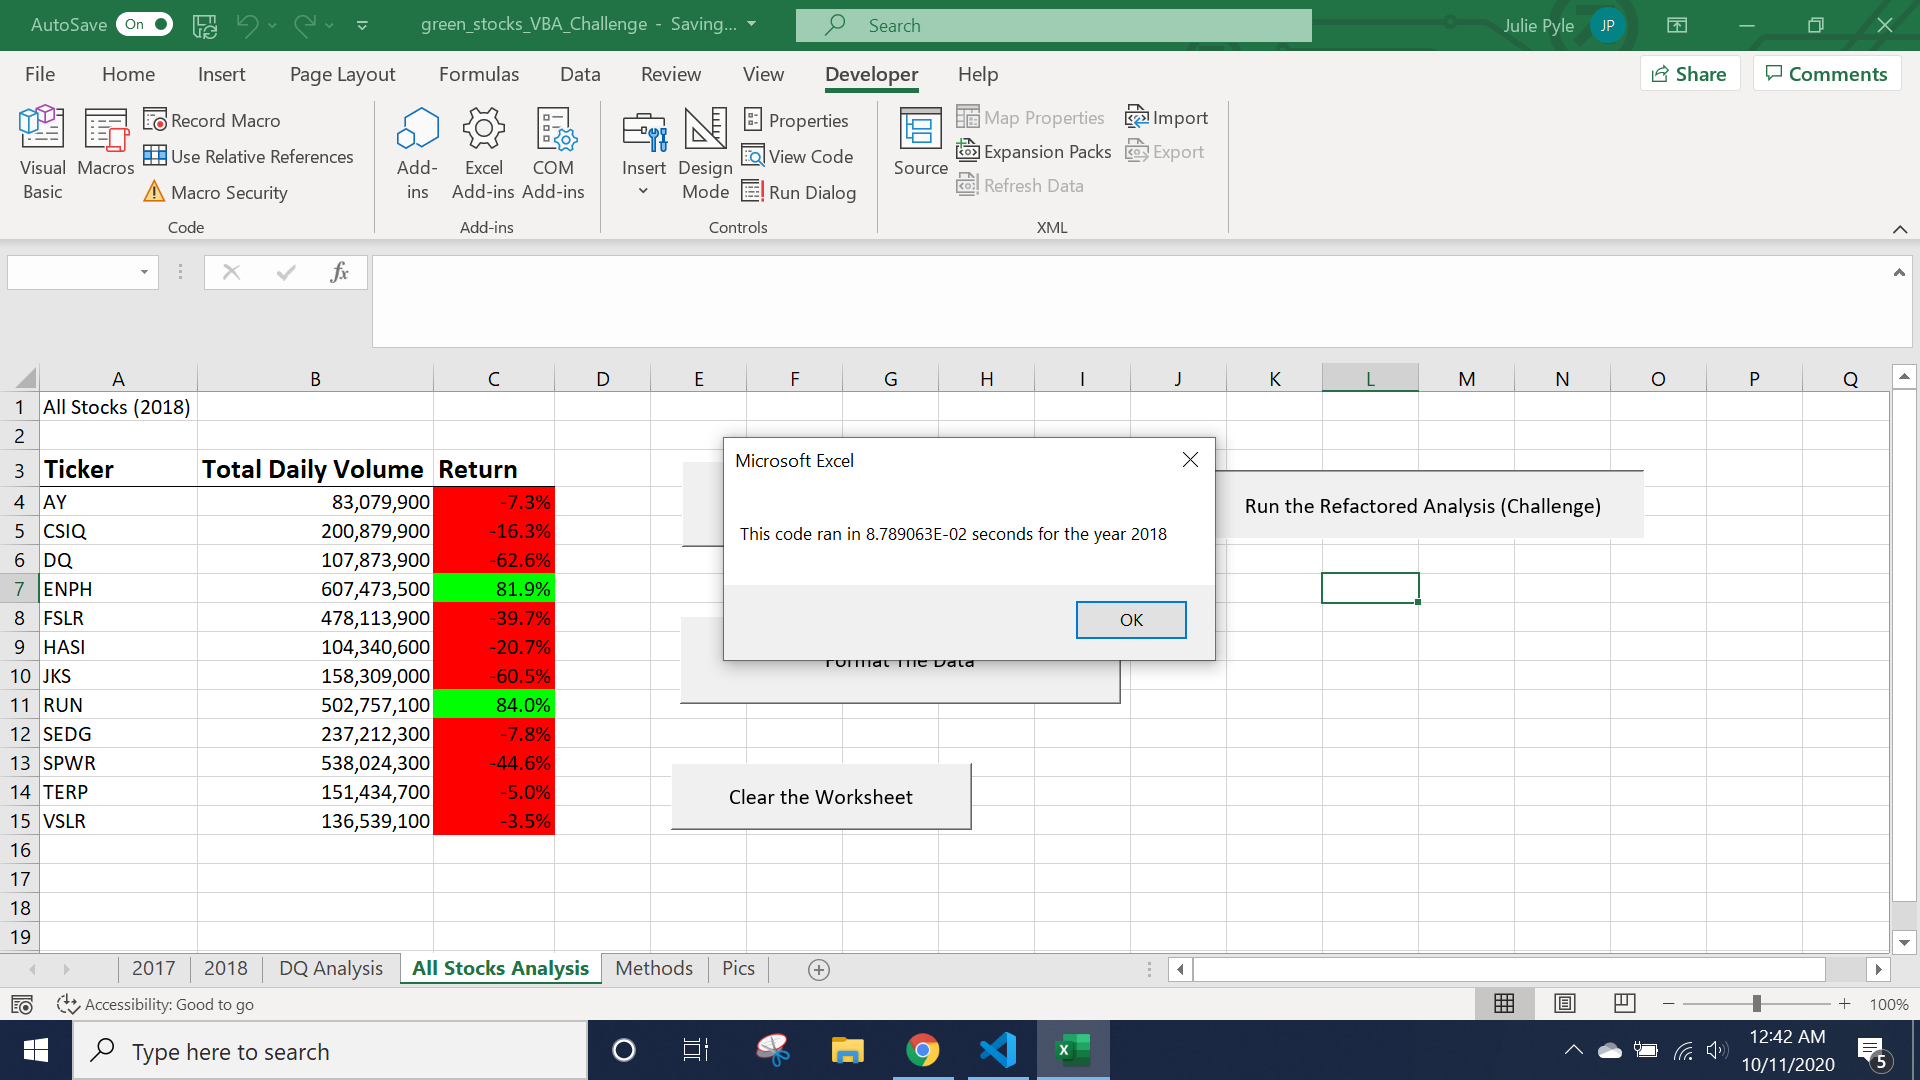 AutoSave On green_stocks_VBA_Challenge - Saving... Search Julie Pyle JP
File Home Insert Page Layout Formulas Data Review View Developer Help Share Comments
Visual Basic
Macros
Record Macro
Use Relative References
Macro Security
Code
Add-ins
Excel Add-ins
COM Add-ins
Add-ins
Insert
Design Mode
Properties
View Code
Run Dialog
Controls
Source
Map Properties
Expansion Packs
Refresh Data
Import
Export
XML
fx
A B C D E F G H I J K L M N O P Q
1 All Stocks (2018)
2
3 Ticker Total Daily Volume Return
4 AY 83,079,900 -7.3%
5 CSIQ 200,879,900 -16.3%
6 DQ 107,873,900 -62.6%
7 ENPH 607,473,500 81.9%
8 FSLR 478,113,900 -39.7%
9 HASI 104,340,600 -20.7%
10 JKS 158,309,000 -60.5%
11 RUN 502,757,100 84.0%
12 SEDG 237,212,300 -7.8%
13 SPWR 538,024,300 -44.6%
14 TERP 151,434,700 -5.0%
15 VSLR 136,539,100 -3.5%
16
17
18
19
Microsoft Excel
This code ran in 8.789063E-02 seconds for the year 2018
OK
Run the Refactored Analysis (Challenge)
Format The Data
Clear the Worksheet
2017 2018 DQ Analysis All Stocks Analysis Methods Pics
Accessibility: Good to go 100%
Type here to search
12:42 AM
10/11/2020
5